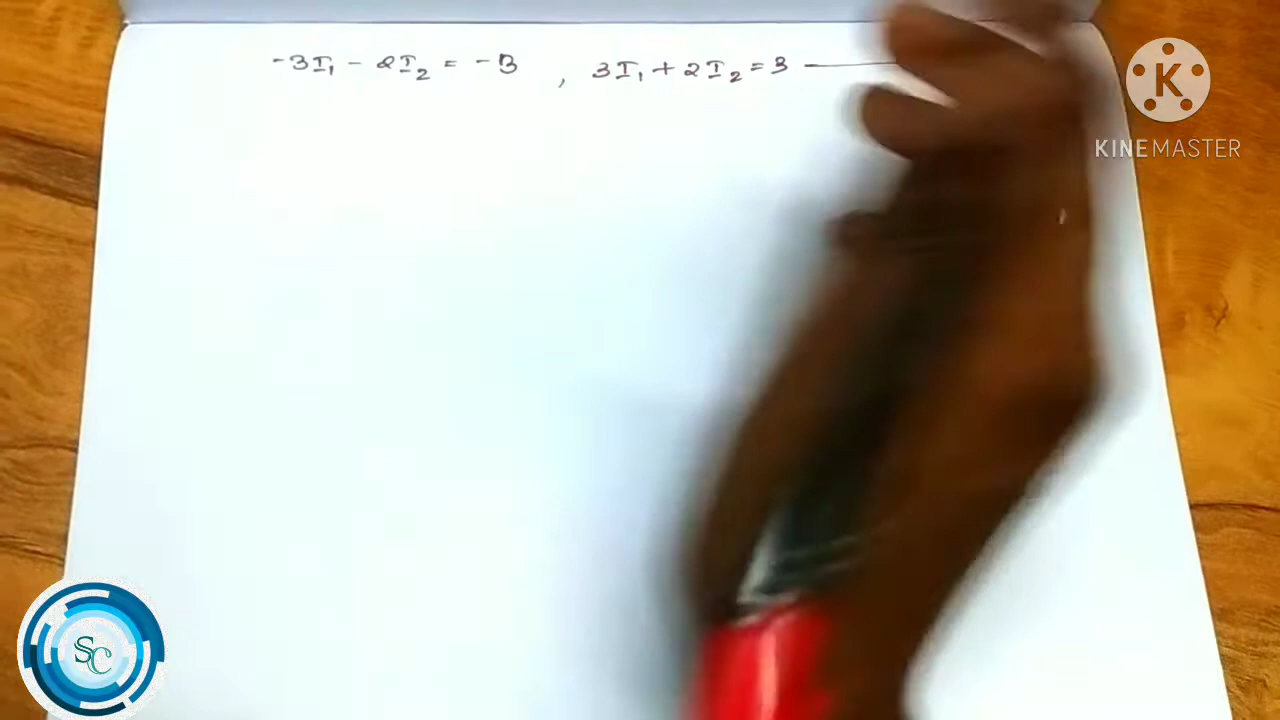 -3I₁ - 2I₂ = -3 , 3I₁ + 2I₂ = 3 —
K
KINEMASTER
SC